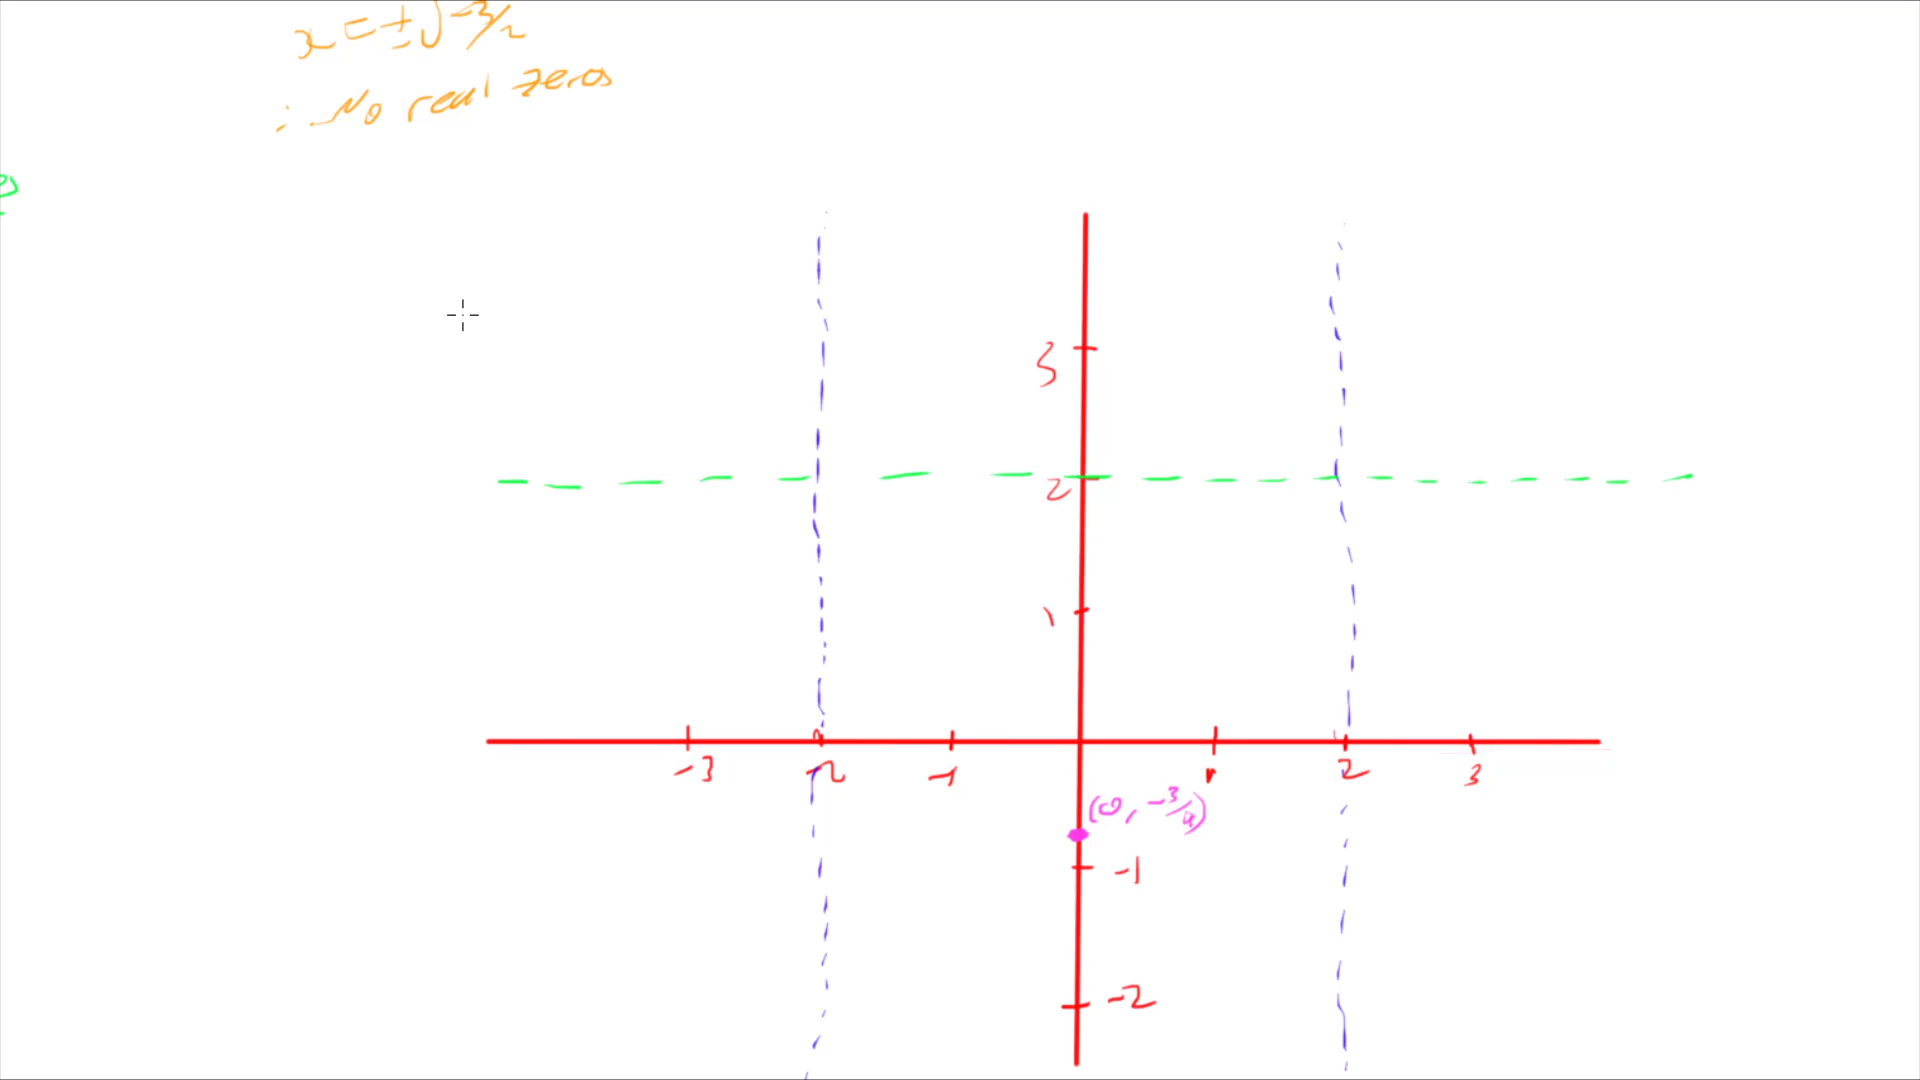 x = ±√-3/2
∴ No real zeros
3
2
1
-3 -2 -1 1 2 3
(0, -3/4)
-1
-2